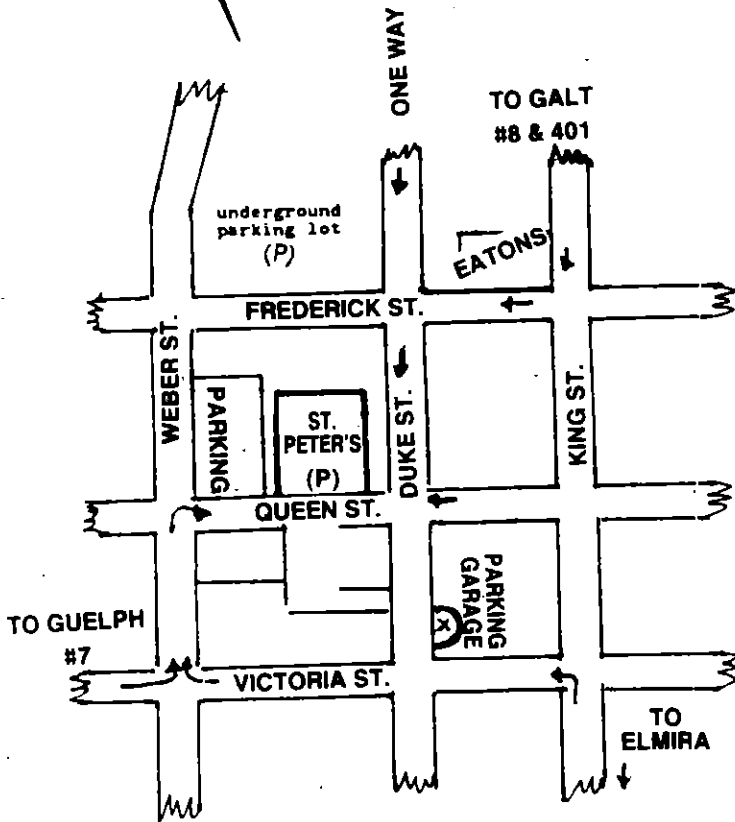 ONE WAY
TO GALT
#8 & 401
underground
parking lot
(P)
EATONS
FREDERICK ST.
WEBER ST.
PARKING
ST.
PETER'S
(P)
DUKE ST.
KING ST.
QUEEN ST.
PARKING
GARAGE
X
TO GUELPH
#7
VICTORIA ST.
TO
ELMIRA